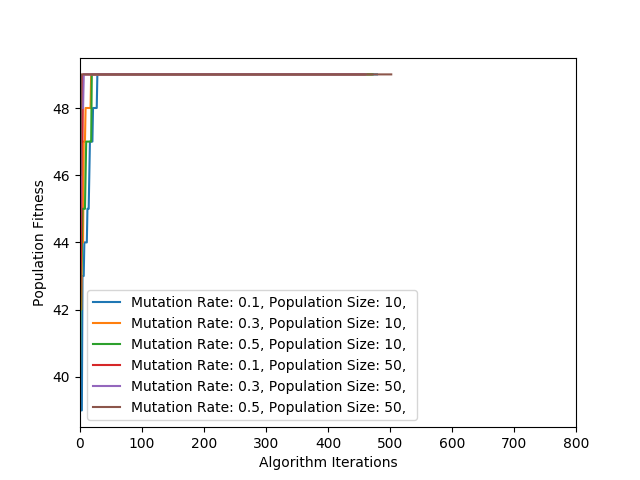 48
46
44
42
40
Population Fitness
Mutation Rate: 0.1, Population Size: 10,
Mutation Rate: 0.3, Population Size: 10,
Mutation Rate: 0.5, Population Size: 10,
Mutation Rate: 0.1, Population Size: 50,
Mutation Rate: 0.3, Population Size: 50,
Mutation Rate: 0.5, Population Size: 50,
0 100 200 300 400 500 600 700 800
Algorithm Iterations